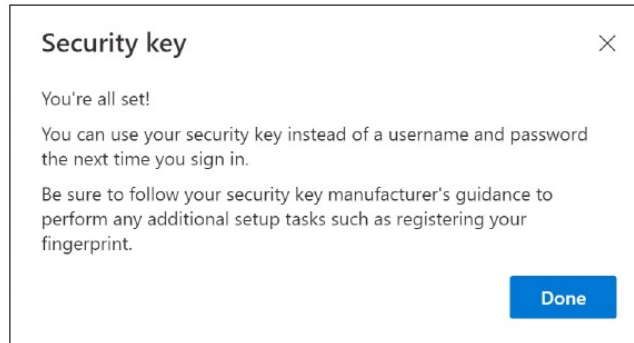 Security key
You're all set!
You can use your security key instead of a username and password
the next time you sign in.
Be sure to follow your security key manufacturer's guidance to
perform any additional setup tasks such as registering your
fingerprint.
Done